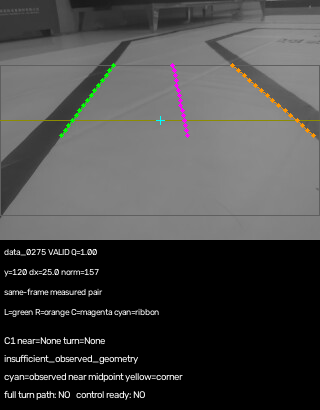 data_0275 VALID Q=1.00
y=120 dx=25.0 norm=157
same-frame measured pair
L=green R=orange C=magenta cyan=ribbon
C1 near=None turn=None
insufficient_observed_geometry
cyan=observed near midpoint yellow=corner
full turn path: NO control ready: NO